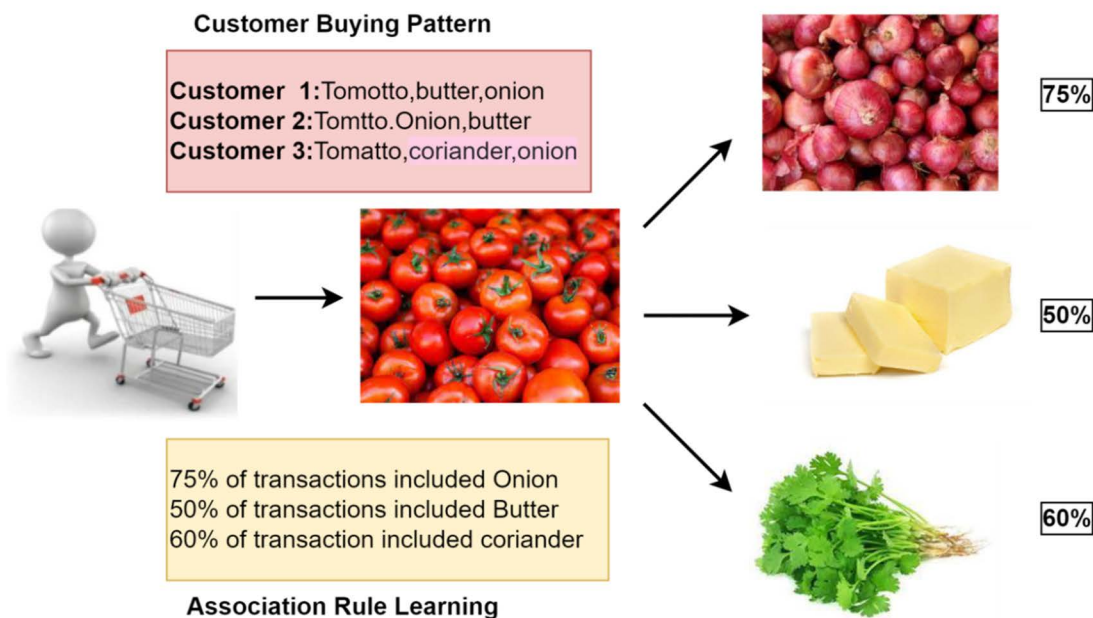 Customer Buying Pattern
Customer 1:Tomotto,butter,onion
Customer 2:Tomtto.Onion,butter
Customer 3:Tomatto,coriander,onion
75%
50%
60%
75% of transactions included Onion
50% of transactions included Butter
60% of transaction included coriander
Association Rule Learning